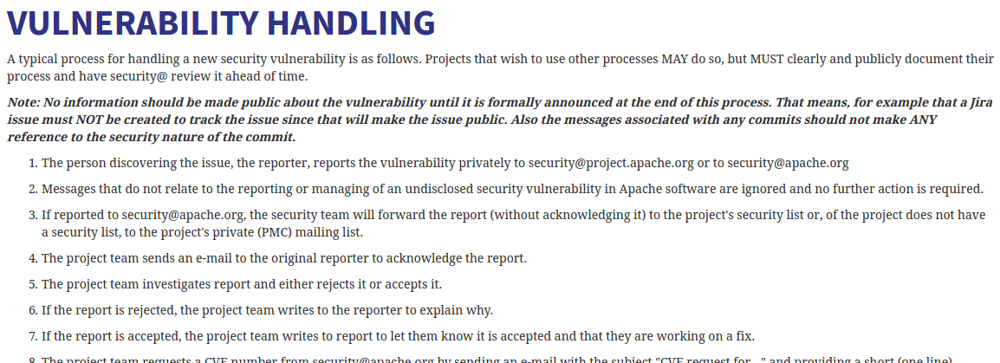 VULNERABILITY HANDLING
A typical process for handling a new security vulnerability is as follows. Projects that wish to use other processes MAY do so, but MUST clearly and publicly document their
process and have security@ review it ahead of time.
Note: No information should be made public about the vulnerability until it is formally announced at the end of this process. That means, for example that a Jira
issue must NOT be created to track the issue since that will make the issue public. Also the messages associated with any commits should not make ANY
reference to the security nature of the commit.
1. The person discovering the issue, the reporter, reports the vulnerability privately to security@project.apache.org or to security@apache.org
2. Messages that do not relate to the reporting or managing of an undisclosed security vulnerability in Apache software are ignored and no further action is required.
3. If reported to security@apache.org, the security team will forward the report (without acknowledging it) to the project's security list or, of the project does not have
a security list, to the project's private (PMC) mailing list.
4. The project team sends an e-mail to the original reporter to acknowledge the report.
5. The project team investigates report and either rejects it or accepts it.
6. If the report is rejected, the project team writes to the reporter to explain why.
7. If the report is accepted, the project team writes to report to let them know it is accepted and that they are working on a fix.
8. The project team requests a CVE number from security@apache.org by sending an e-mail with the subject "CVE request for..." and providing a short (one line)